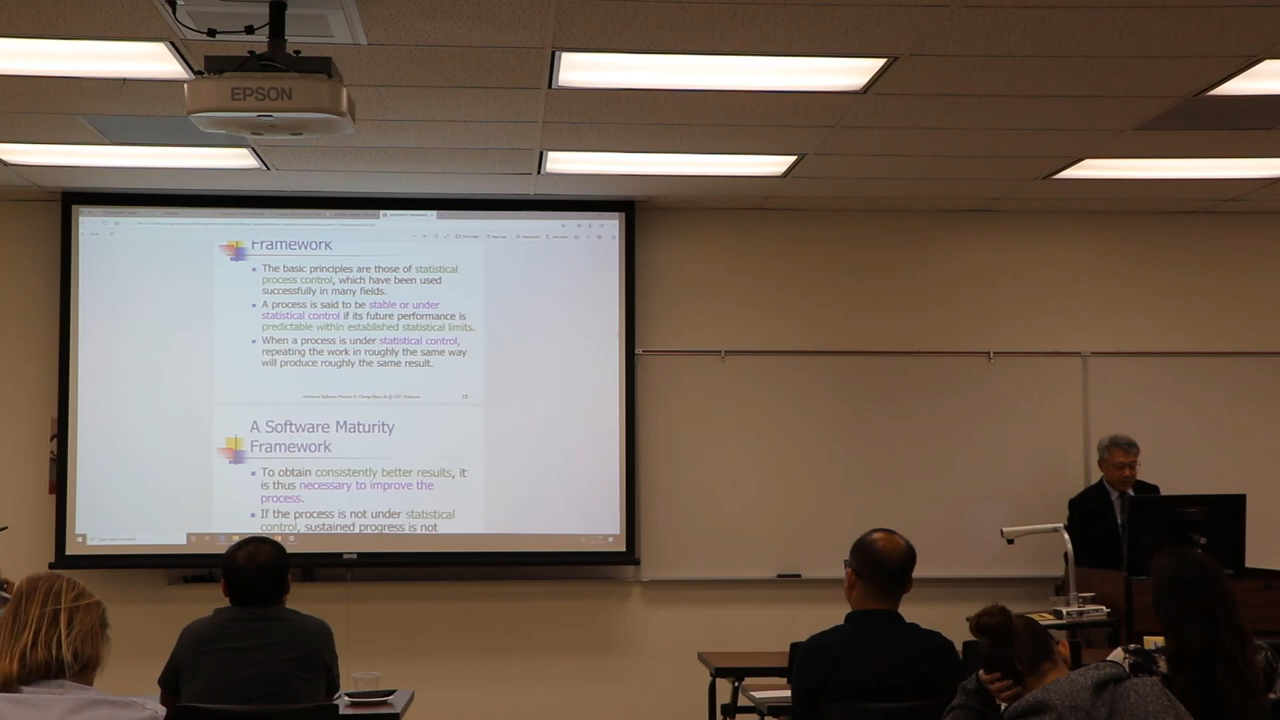 EPSON
Framework
The basic principles are those of statistical
process control, which have been used
successfully in many fields.
A process is said to be stable or under
statistical control if its future performance is
predictable within established statistical limits.
When a process is under statistical control,
repeating the work in roughly the same way
will produce roughly the same result.
A Software Maturity
Framework
To obtain consistently better results, it
is thus necessary to improve the
process.
If the process is not under statistical
control, sustained progress is not